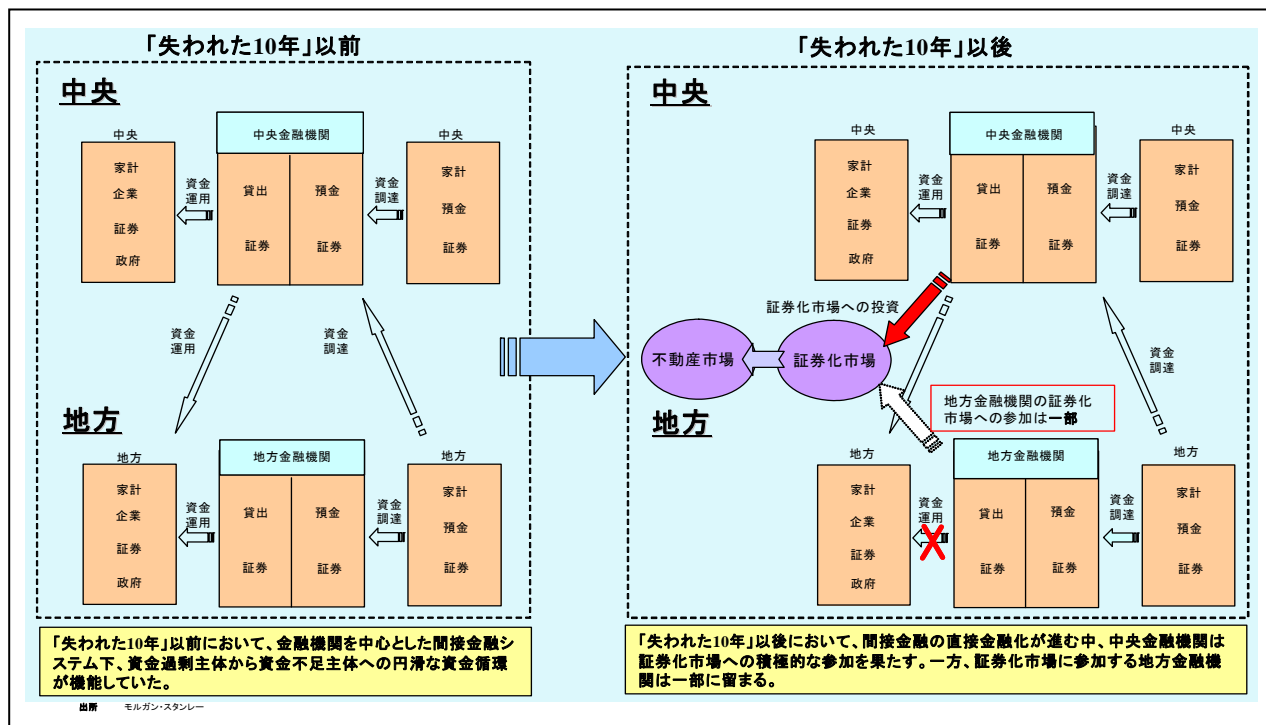 「失われた10年」以前
中央
中央
家計
企業
証券
政府
資金
運用
中央金融機関
貸出
預金
証券
証券
資金
調達
中央
家計
預金
証券
資金
運用
資金
調達
地方
地方
家計
企業
証券
政府
資金
運用
地方金融機関
貸出
預金
証券
証券
資金
調達
地方
家計
預金
証券
「失われた10年」以前において、金融機関を中心とした間接金融シ
ステム下、資金過剰主体から資金不足主体への円滑な資金循環
が機能していた。
「失われた10年」以後
中央
中央
家計
企業
証券
政府
資金
運用
中央金融機関
貸出
預金
証券
証券
資金
調達
中央
家計
預金
証券
証券化市場への投資
不動産市場
証券化市場
資金
調達
地方金融機関の証券化
市場への参加は一部
地方
地方
家計
企業
証券
政府
資金
運用
地方金融機関
貸出
預金
証券
証券
資金
調達
地方
家計
預金
証券
「失われた10年」以後において、間接金融の直接金融化が進む中、中央金融機関は
証券化市場への積極的な参加を果たす。一方、証券化市場に参加する地方金融機
関は一部に留まる。
出所 モルガン・スタンレー